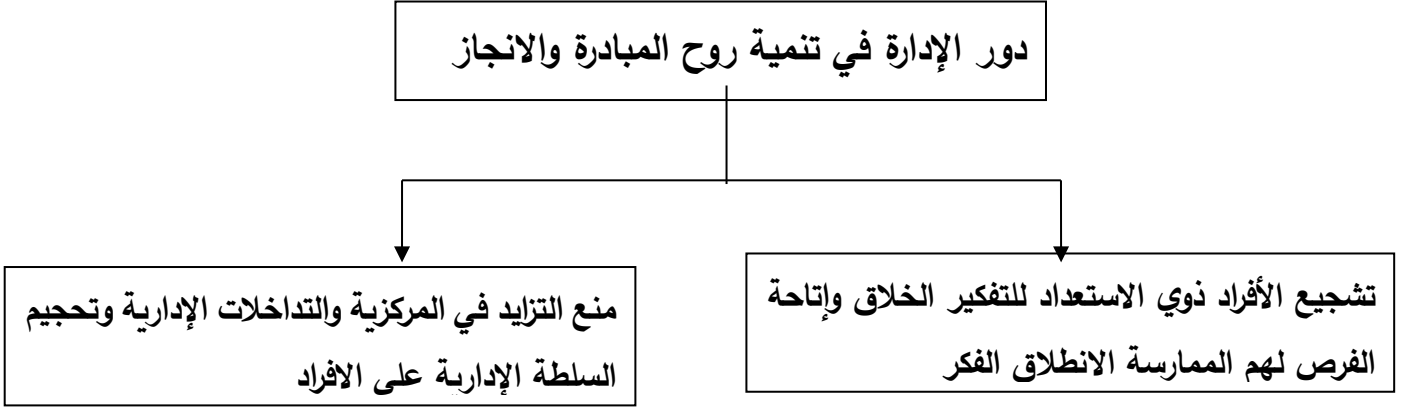 دور الإدارة في تنمية روح المبادرة والانجاز
تشجيع الأفراد ذوي الاستعداد للتفكير الخلاق وإتاحة
الفرص لهم الممارسة الانطلاق الفكر
منع التزايد في المركزية والتداخلات الإدارية وتحجيم
السلطة الإدارية على الافراد